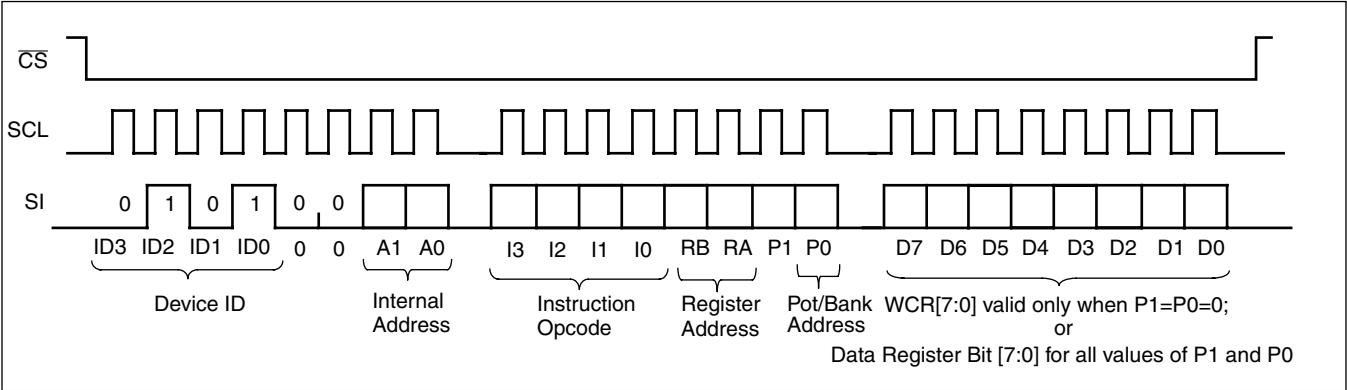 CS
SCL
SI
0 1 0 1 0 0
ID3 ID2 ID1 ID0 0 0 A1 A0 I3 I2 I1 I0 RB RA P1 P0 D7 D6 D5 D4 D3 D2 D1 D0
Device ID
Internal
Address
Instruction
Opcode
Register
Address
Pot/Bank
Address
WCR[7:0] valid only when P1=P0=0;
or
Data Register Bit [7:0] for all values of P1 and P0